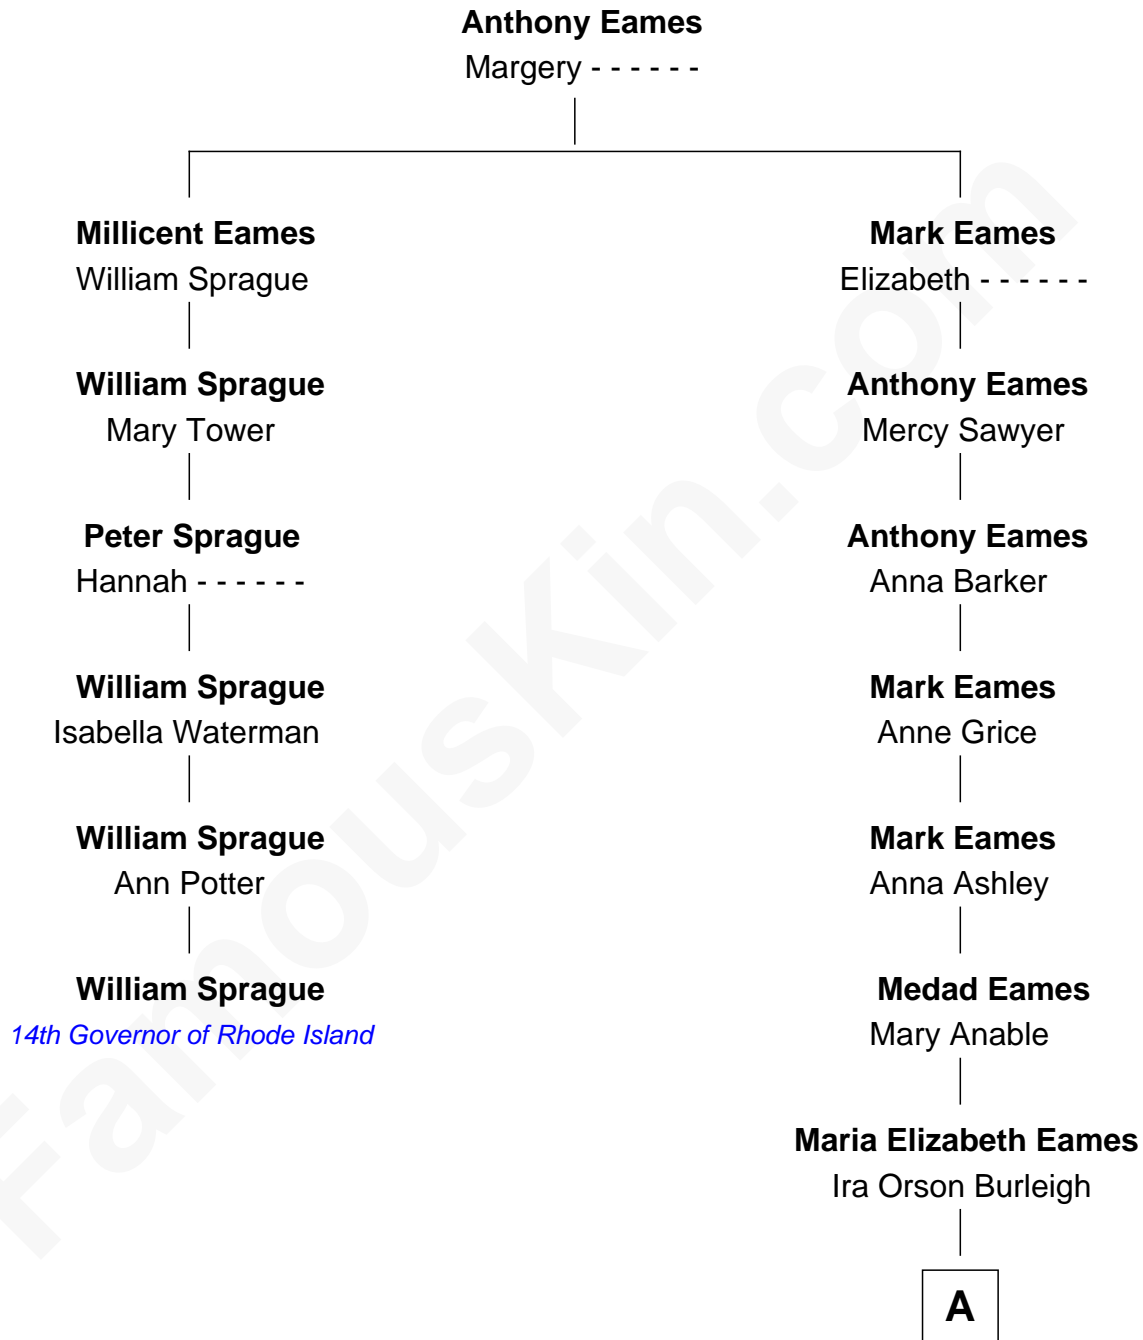 Anthony Eames
Margery - - - - - -
Millicent Eames
William Sprague
Mark Eames
Elizabeth - - - - - -
William Sprague
Mary Tower
Anthony Eames
Mercy Sawyer
Peter Sprague
Hannah - - - - - -
Anthony Eames
Anna Barker
William Sprague
Isabella Waterman
Mark Eames
Anne Grice
William Sprague
Ann Potter
Mark Eames
Anna Ashley
William Sprague
14th Governor of Rhode Island
Medad Eames
Mary Anable
Maria Elizabeth Eames
Ira Orson Burleigh
A
FamousKin.com